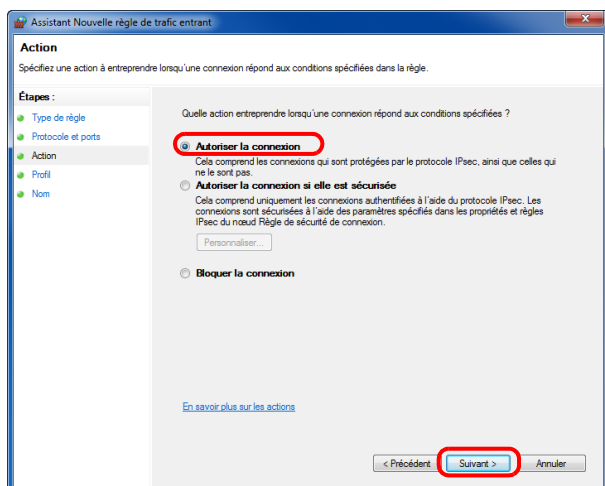 Assistant Nouvelle règle de trafic entrant
Action
Spécifiez une action à entreprendre lorsqu'une connexion répond aux conditions spécifiées dans la règle.
Étapes :
Type de règle
Protocole et ports
Action
Profil
Nom
Quelle action entreprendre lorsqu'une connexion répond aux conditions spécifiées ?
Autoriser la connexion
Cela comprend les connexions qui sont protégées par le protocole IPsec, ainsi que celles qui
ne le sont pas.
Autoriser la connexion si elle est sécurisée
Cela comprend uniquement les connexions authentifiées à l'aide du protocole IPsec. Les
connexions sont sécurisées à l'aide des paramètres spécifiés dans les propriétés et règles
IPsec du nœud Règle de sécurité de connexion.
Personnaliser...
Bloquer la connexion
En savoir plus sur les actions
< Précédent
Suivant >
Annuler